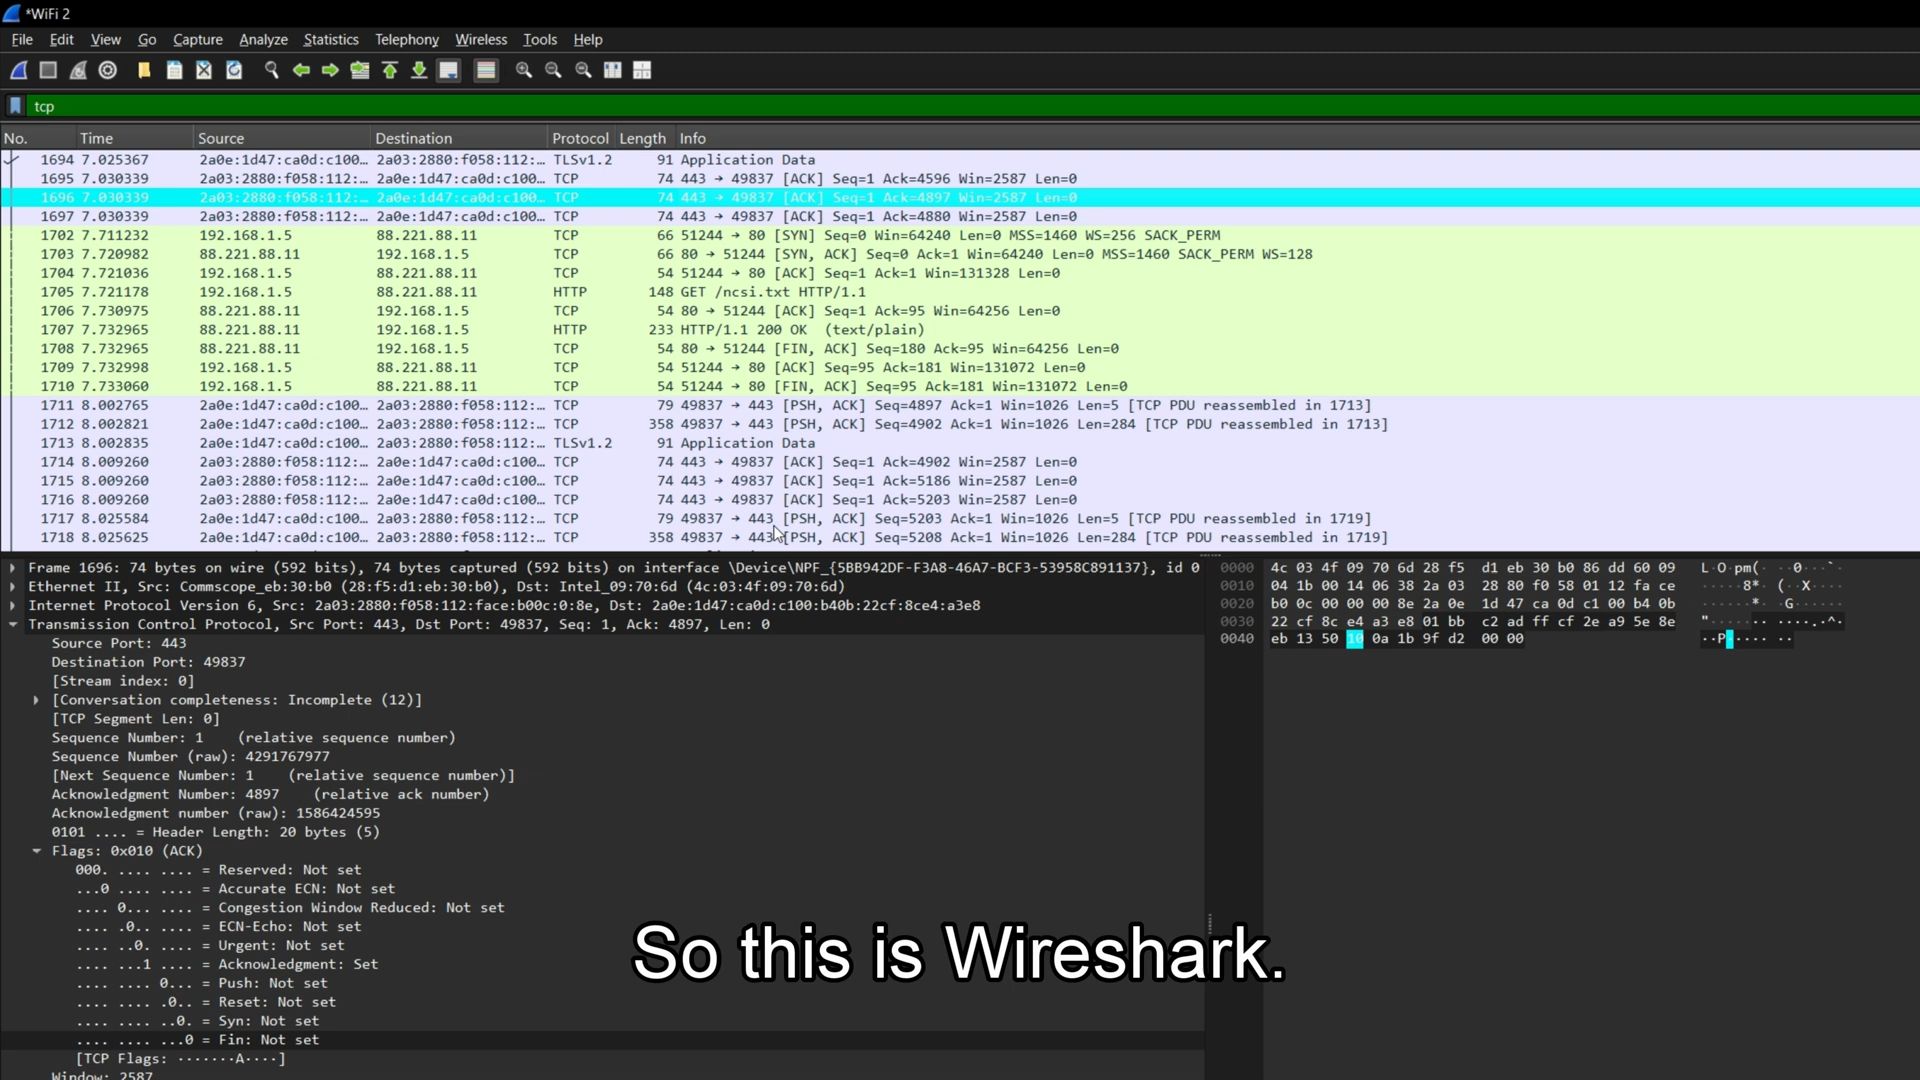 *WiFi 2
File Edit View Go Capture Analyze Statistics Telephony Wireless Tools Help
tcp
No. Time Source Destination Protocol Length Info
1694 7.025367 2a0e:1d47:ca0d:c100… 2a03:2880:f058:112:… TLSv1.2 91 Application Data
1695 7.030339 2a03:2880:f058:112:… 2a0e:1d47:ca0d:c100… TCP 74 443 → 49837 [ACK] Seq=1 Ack=4596 Win=2587 Len=0
1696 7.030339 2a03:2880:f058:112:… 2a0e:1d47:ca0d:c100… TCP 74 443 → 49837 [ACK] Seq=1 Ack=4897 Win=2587 Len=0
1697 7.030339 2a03:2880:f058:112:… 2a0e:1d47:ca0d:c100… TCP 74 443 → 49837 [ACK] Seq=1 Ack=4880 Win=2587 Len=0
1702 7.711232 192.168.1.5 88.221.88.11 TCP 66 51244 → 80 [SYN] Seq=0 Win=64240 Len=0 MSS=1460 WS=256 SACK_PERM
1703 7.720982 88.221.88.11 192.168.1.5 TCP 66 80 → 51244 [SYN, ACK] Seq=0 Ack=1 Win=64240 Len=0 MSS=1460 SACK_PERM WS=128
1704 7.721036 192.168.1.5 88.221.88.11 TCP 54 51244 → 80 [ACK] Seq=1 Ack=1 Win=131328 Len=0
1705 7.721178 192.168.1.5 88.221.88.11 HTTP 148 GET /ncsi.txt HTTP/1.1
1706 7.730975 88.221.88.11 192.168.1.5 TCP 54 80 → 51244 [ACK] Seq=1 Ack=95 Win=64256 Len=0
1707 7.732965 88.221.88.11 192.168.1.5 HTTP 233 HTTP/1.1 200 OK (text/plain)
1708 7.732965 88.221.88.11 192.168.1.5 TCP 54 80 → 51244 [FIN, ACK] Seq=180 Ack=95 Win=64256 Len=0
1709 7.732998 192.168.1.5 88.221.88.11 TCP 54 51244 → 80 [ACK] Seq=95 Ack=181 Win=131072 Len=0
1710 7.733060 192.168.1.5 88.221.88.11 TCP 54 51244 → 80 [FIN, ACK] Seq=95 Ack=181 Win=131072 Len=0
1711 8.002765 2a0e:1d47:ca0d:c100… 2a03:2880:f058:112:… TCP 79 49837 → 443 [PSH, ACK] Seq=4897 Ack=1 Win=1026 Len=5 [TCP PDU reassembled in 1713]
1712 8.002821 2a0e:1d47:ca0d:c100… 2a03:2880:f058:112:… TCP 358 49837 → 443 [PSH, ACK] Seq=4902 Ack=1 Win=1026 Len=284 [TCP PDU reassembled in 1713]
1713 8.002835 2a0e:1d47:ca0d:c100… 2a03:2880:f058:112:… TLSv1.2 91 Application Data
1714 8.009260 2a03:2880:f058:112:… 2a0e:1d47:ca0d:c100… TCP 74 443 → 49837 [ACK] Seq=1 Ack=4902 Win=2587 Len=0
1715 8.009260 2a03:2880:f058:112:… 2a0e:1d47:ca0d:c100… TCP 74 443 → 49837 [ACK] Seq=1 Ack=5186 Win=2587 Len=0
1716 8.009260 2a03:2880:f058:112:… 2a0e:1d47:ca0d:c100… TCP 74 443 → 49837 [ACK] Seq=1 Ack=5203 Win=2587 Len=0
1717 8.025584 2a0e:1d47:ca0d:c100… 2a03:2880:f058:112:… TCP 79 49837 → 443 [PSH, ACK] Seq=5203 Ack=1 Win=1026 Len=5 [TCP PDU reassembled in 1719]
1718 8.025625 2a0e:1d47:ca0d:c100… 2a03:2880:f058:112:… TCP 358 49837 → 443 [PSH, ACK] Seq=5208 Ack=1 Win=1026 Len=284 [TCP PDU reassembled in 1719]
Frame 1696: 74 bytes on wire (592 bits), 74 bytes captured (592 bits) on interface \Device\NPF_{5BB942DF-F3A8-46A7-BCF3-53958C891137}, id 0
Ethernet II, Src: Commscope_eb:30:b0 (28:f5:d1:eb:30:b0), Dst: Intel_09:70:6d (4c:03:4f:09:70:6d)
Internet Protocol Version 6, Src: 2a03:2880:f058:112:face:b00c:0:8e, Dst: 2a0e:1d47:ca0d:c100:b40b:22cf:8ce4:a3e8
Transmission Control Protocol, Src Port: 443, Dst Port: 49837, Seq: 1, Ack: 4897, Len: 0
Source Port: 443
Destination Port: 49837
[Stream index: 0]
[Conversation completeness: Incomplete (12)]
[TCP Segment Len: 0]
Sequence Number: 1 (relative sequence number)
Sequence Number (raw): 4291767977
[Next Sequence Number: 1 (relative sequence number)]
Acknowledgment Number: 4897 (relative ack number)
Acknowledgment number (raw): 1586424595
0101 .... = Header Length: 20 bytes (5)
Flags: 0x010 (ACK)
000. .... .... = Reserved: Not set
...0 .... .... = Accurate ECN: Not set
.... 0... .... = Congestion Window Reduced: Not set
.... .0.. .... = ECN-Echo: Not set
.... ..0. .... = Urgent: Not set
.... ...1 .... = Acknowledgment: Set
.... .... 0... = Push: Not set
.... .... .0.. = Reset: Not set
.... .... ..0. = Syn: Not set
.... .... ...0 = Fin: Not set
[TCP Flags: ·······A····]
Window: 2587
0000 4c 03 4f 09 70 6d 28 f5 d1 eb 30 b0 86 dd 60 09 L·O·pm(· ··0···`·
0010 04 1b 00 14 06 38 2a 03 28 80 f0 58 01 12 fa ce ·····8*· (··X····
0020 b0 0c 00 00 00 8e 2a 0e 1d 47 ca 0d c1 00 b4 0b ······*· ·G······
0030 22 cf 8c e4 a3 e8 01 bb c2 ad ff cf 2e a9 5e 8e "······· ····.·^·
0040 eb 13 50 10 0a 1b 9f d2 00 00 ··P····· ··
So this is Wireshark.